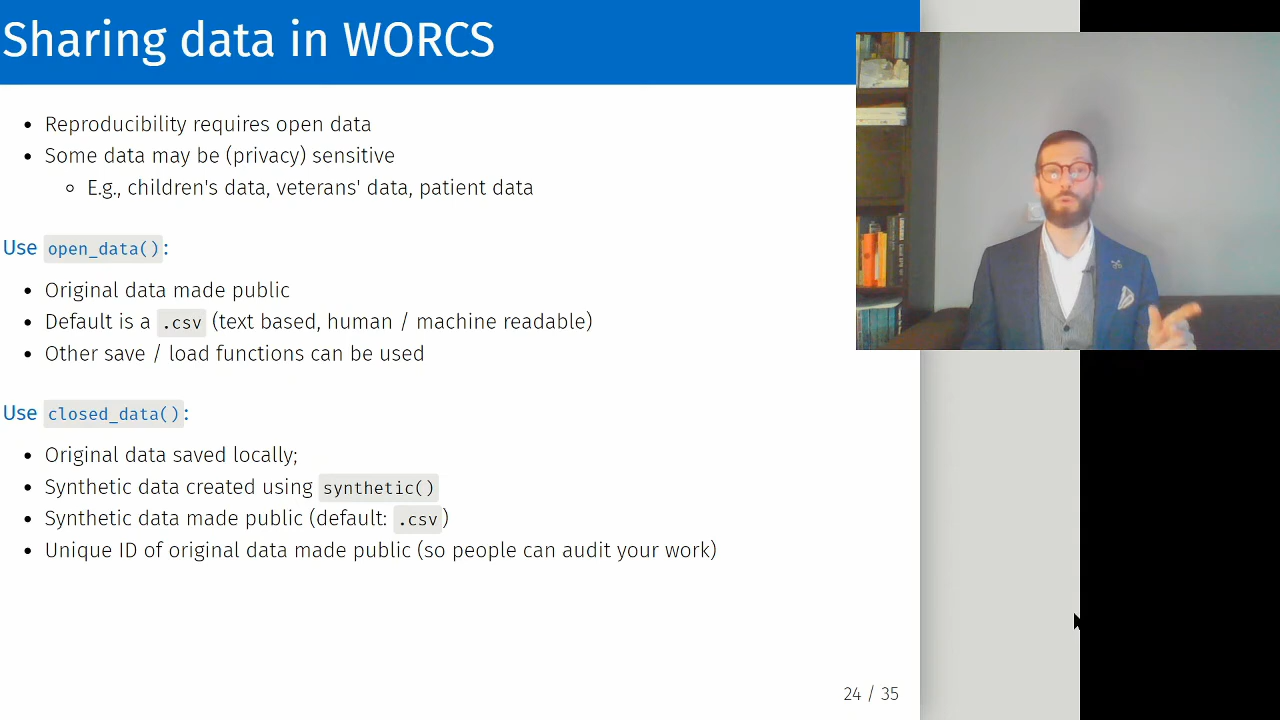 Sharing data in WORCS
• Reproducibility requires open data
• Some data may be (privacy) sensitive
◦ E.g., children's data, veterans' data, patient data
Use open_data():
• Original data made public
• Default is a .csv (text based, human / machine readable)
• Other save / load functions can be used
Use closed_data():
• Original data saved locally;
• Synthetic data created using synthetic()
• Synthetic data made public (default: .csv)
• Unique ID of original data made public (so people can audit your work)
24 / 35